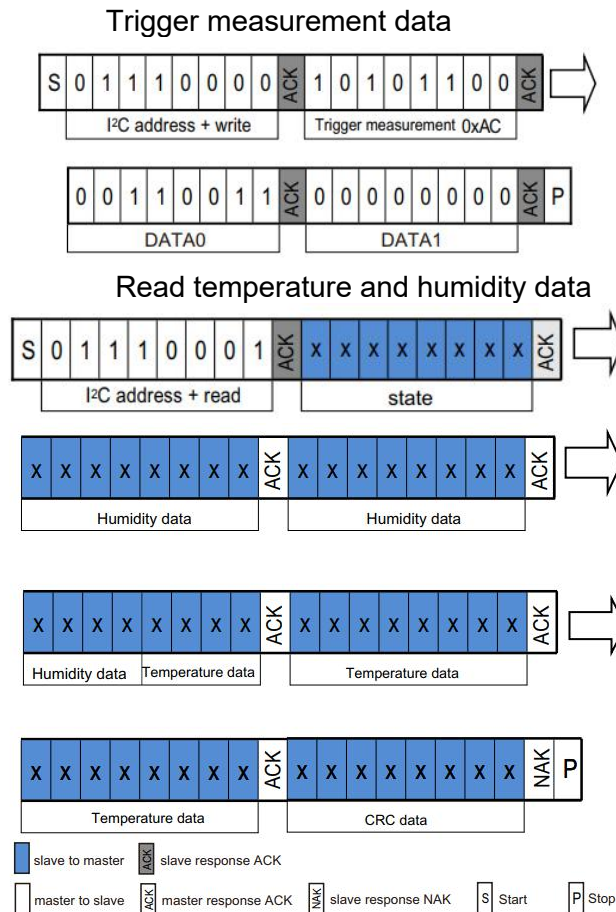 Trigger measurement data
S 0 1 1 1 0 0 0 0 ACK 1 0 1 0 1 1 0 0 ACK
I²C address + write Trigger measurement 0xAC
0 0 1 1 0 0 1 1 ACK 0 0 0 0 0 0 0 0 ACK P
DATA0 DATA1
Read temperature and humidity data
S 0 1 1 1 0 0 0 1 ACK X X X X X X X X ACK
I²C address + read state
X X X X X X X X ACK X X X X X X X X ACK
Humidity data Humidity data
X X X X X X X X ACK X X X X X X X X ACK
Humidity data Temperature data Temperature data
X X X X X X X X ACK X X X X X X X X NAK P
Temperature data CRC data
slave to master ACK slave response ACK
master to slave ACK master response ACK NAK slave response NAK S Start P Stop